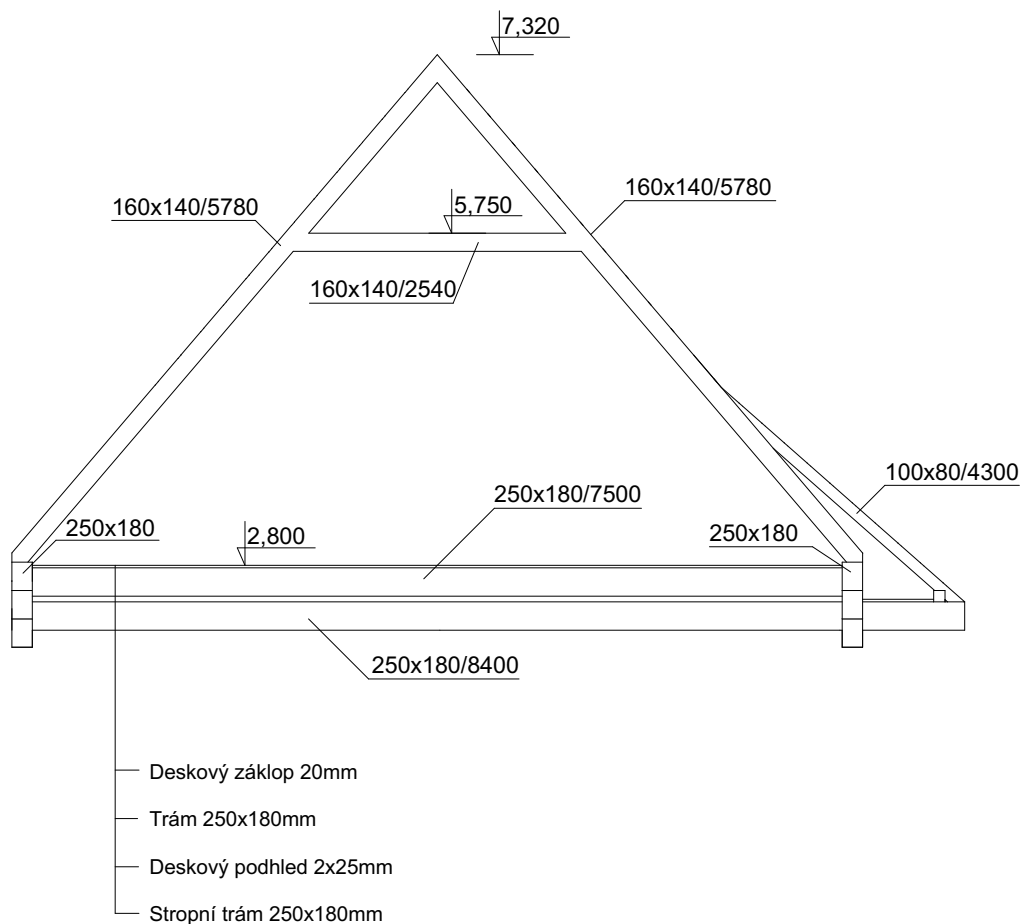 7,320
160x140/5780
160x140/5780
5,750
160x140/2540
100x80/4300
250x180/7500
250x180
2,800
250x180
250x180/8400
Deskový záklop 20mm
Trám 250x180mm
Deskový podhled 2x25mm
Stropní trám 250x180mm